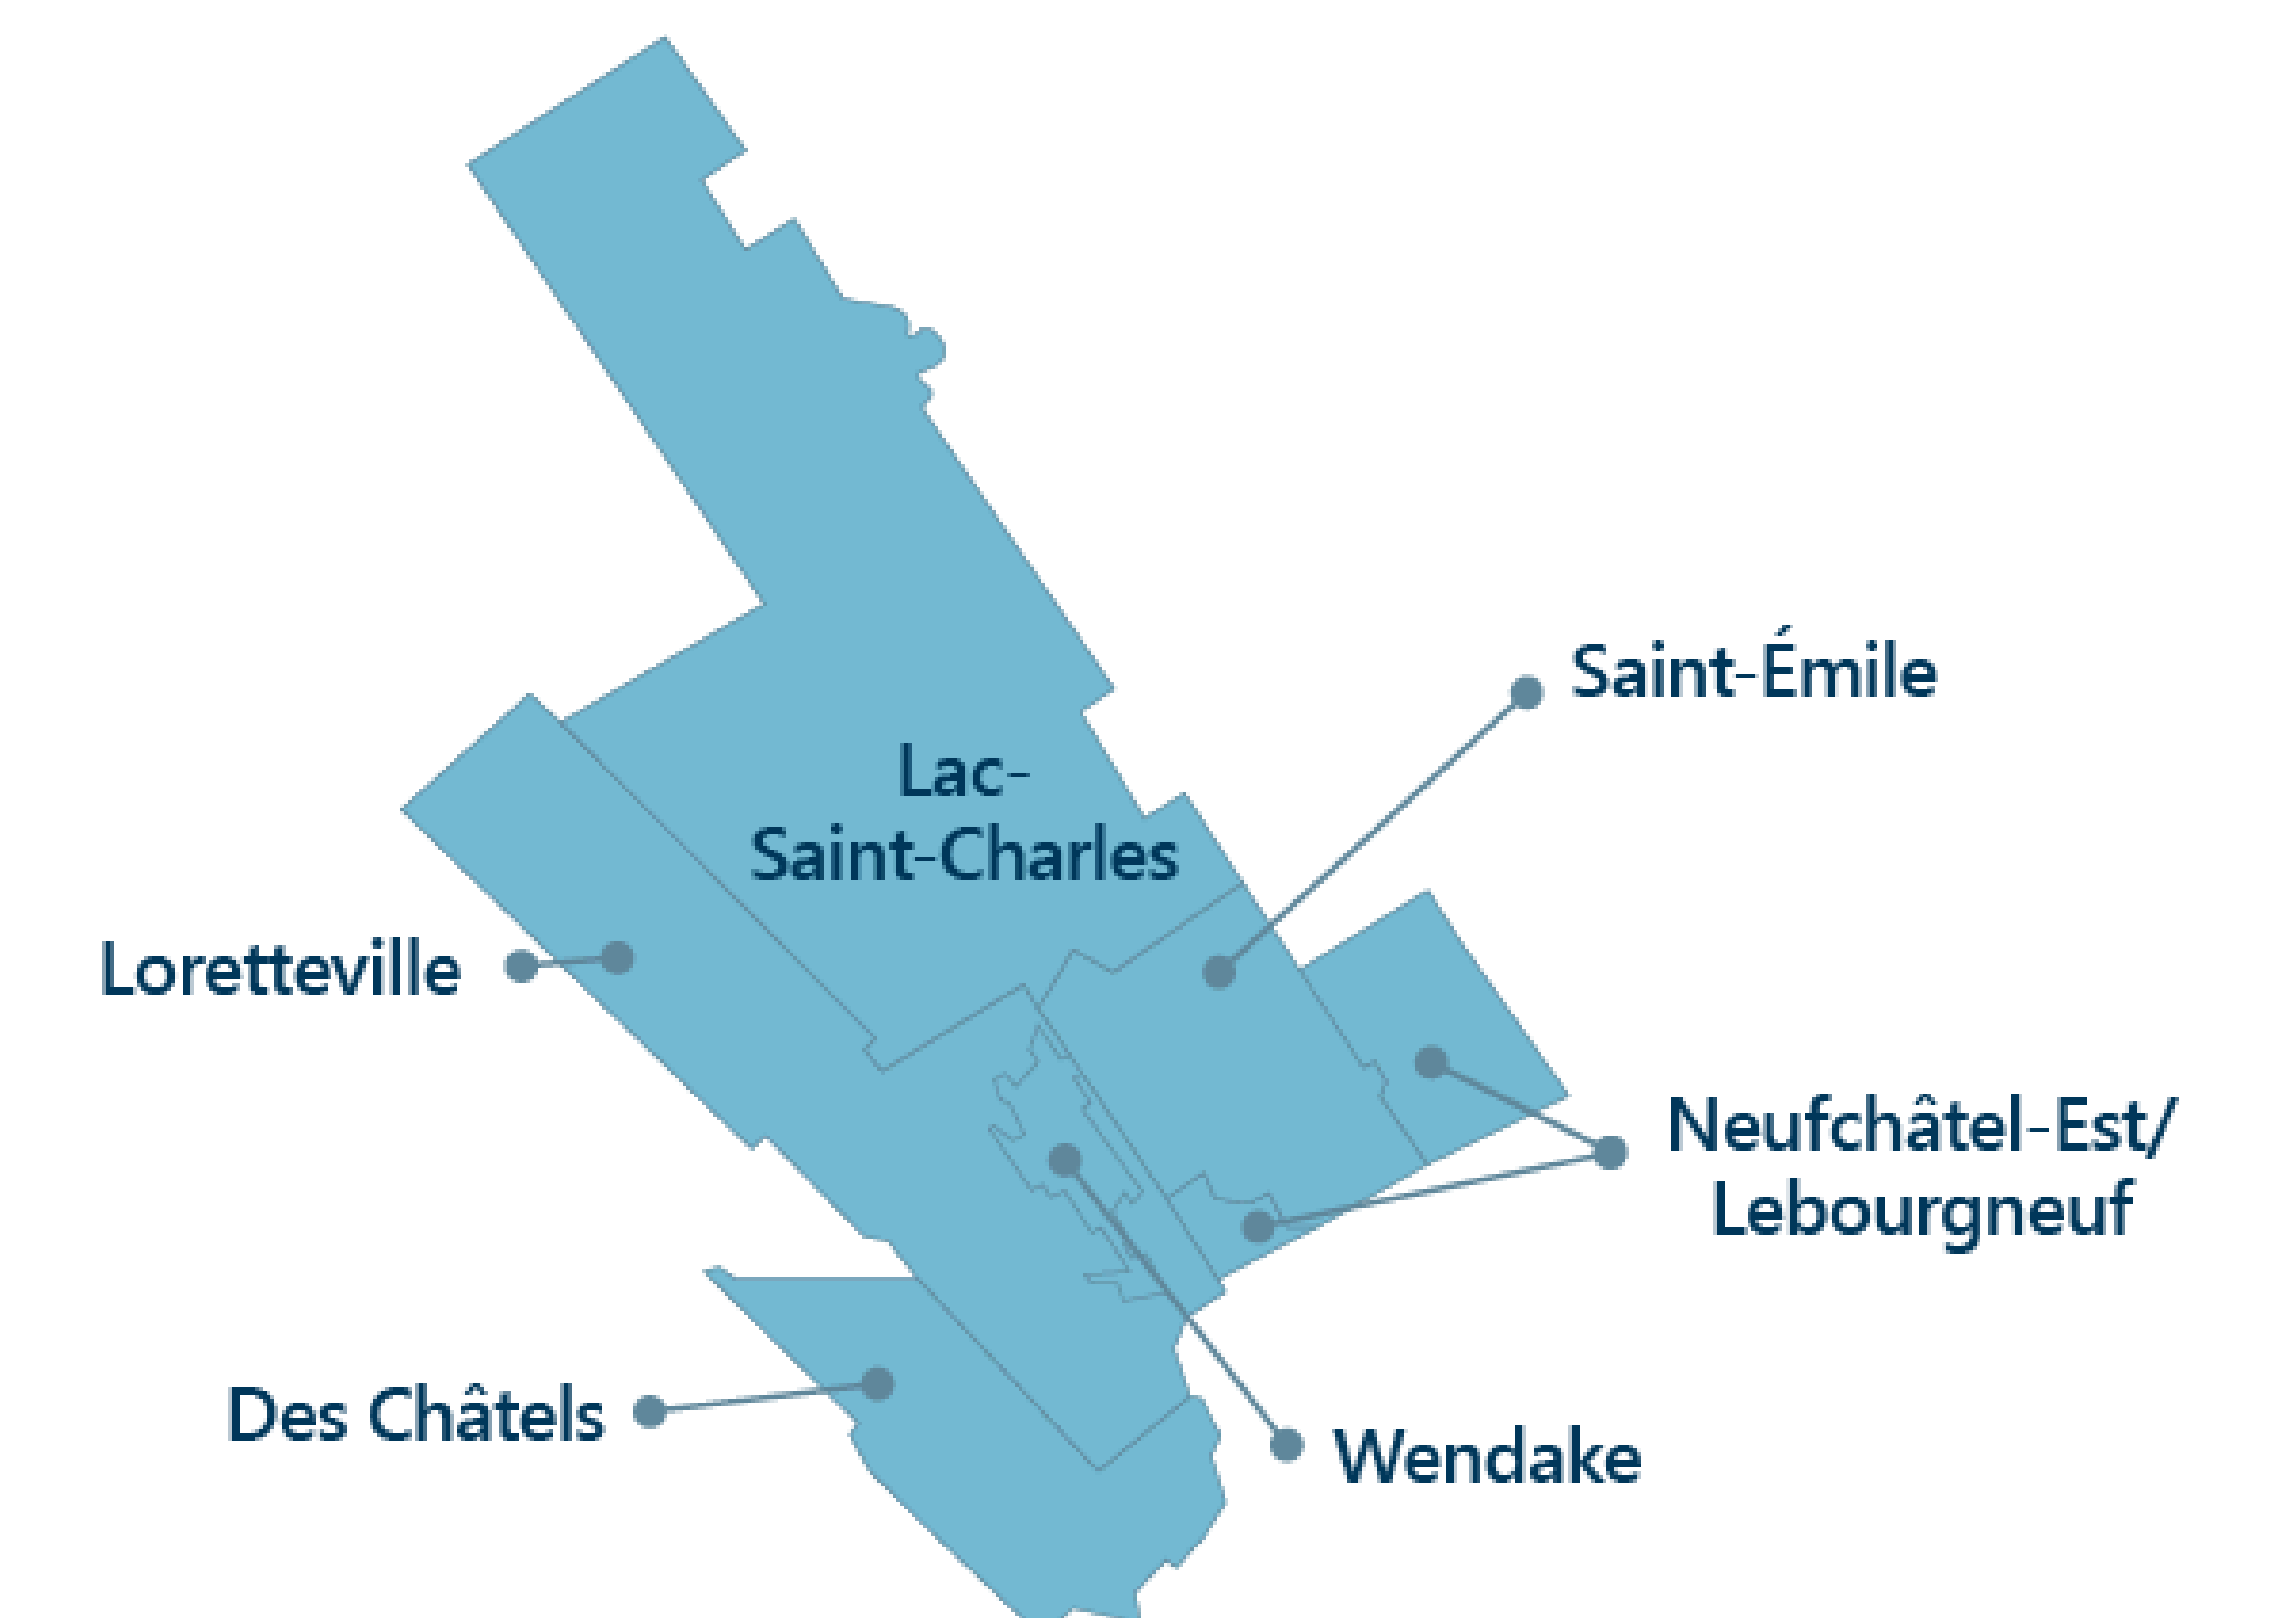 Saint-Émile
Lac-
Saint-Charles
Loretteville
Neufchâtel-Est/
Lebourgneuf
Des Châtels
Wendake